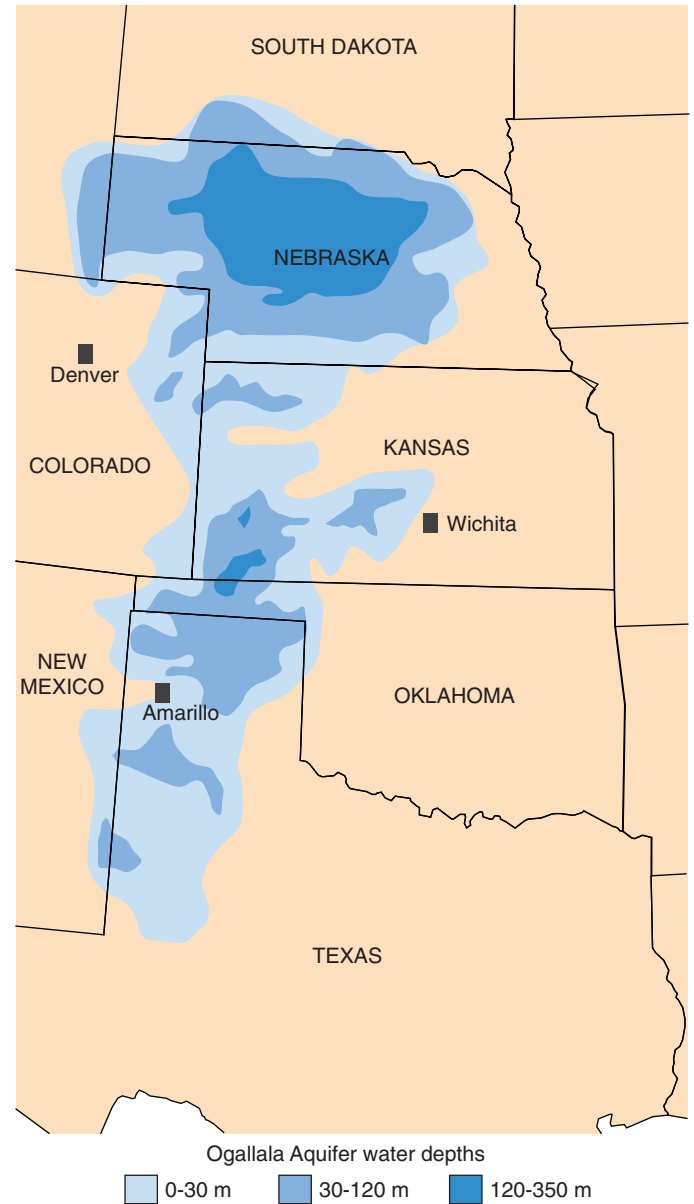 SOUTH DAKOTA
NEBRASKA
Denver
COLORADO
KANSAS
Wichita
NEW
MEXICO
Amarillo
OKLAHOMA
TEXAS
Ogallala Aquifer water depths
0-30 m 30-120 m 120-350 m